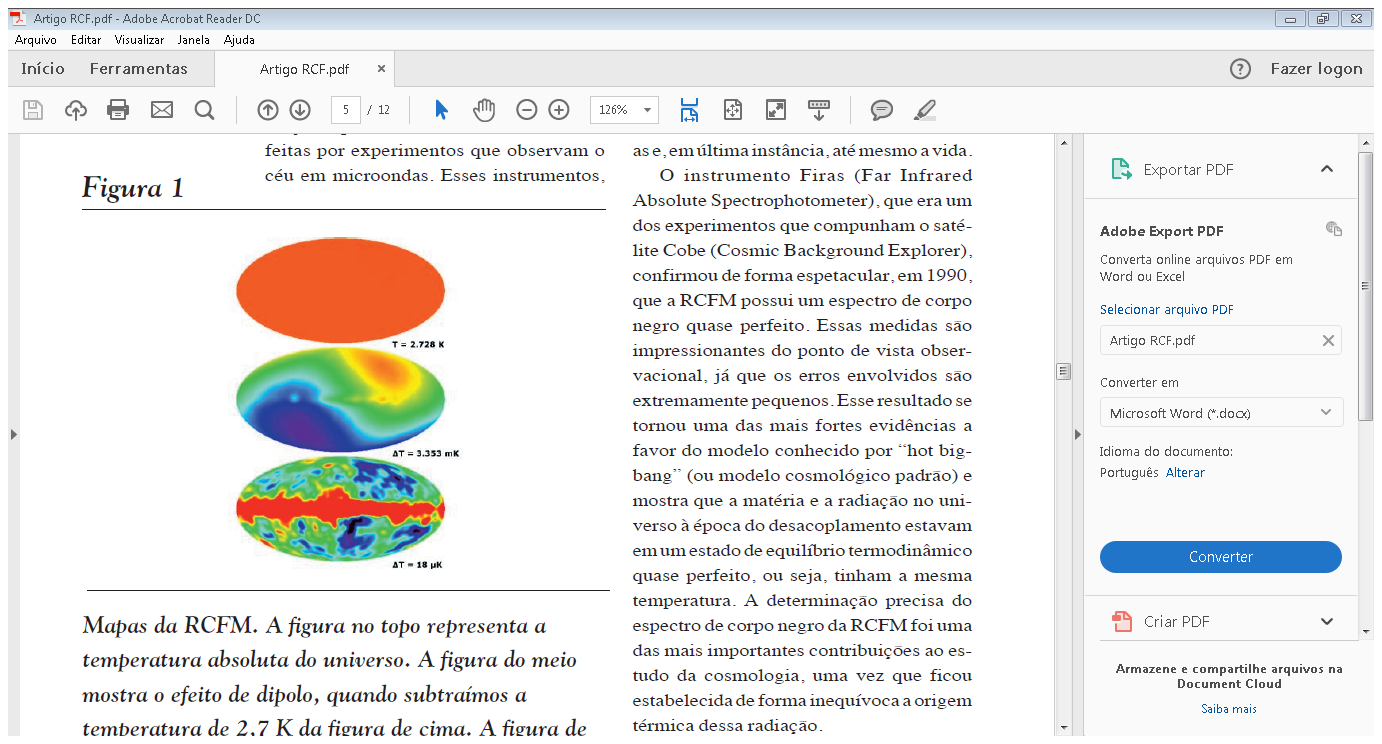 Artigo RCF.pdf - Adobe Acrobat Reader DC
Arquivo Editar Visualizar Janela Ajuda
Início Ferramentas Artigo RCF.pdf Fazer logon
5 / 12 126%
feitas por experimentos que observam o
céu em microondas. Esses instrumentos,
Figura 1
T = 2.728 K
ΔT = 3.353 mK
ΔT = 18 µK
Mapas da RCFM. A figura no topo representa a
temperatura absoluta do universo. A figura do meio
mostra o efeito de dipolo, quando subtraímos a
temperatura de 2,7 K da figura de cima. A figura de
as e, em última instância, até mesmo a vida.
O instrumento Firas (Far Infrared
Absolute Spectrophotometer), que era um
dos experimentos que compunham o saté-
lite Cobe (Cosmic Background Explorer),
confirmou de forma espetacular, em 1990,
que a RCFM possui um espectro de corpo
negro quase perfeito. Essas medidas são
impressionantes do ponto de vista obser-
vacional, já que os erros envolvidos são
extremamente pequenos. Esse resultado se
tornou uma das mais fortes evidências a
favor do modelo conhecido por “hot big-
bang” (ou modelo cosmológico padrão) e
mostra que a matéria e a radiação no uni-
verso à época do desacoplamento estavam
em um estado de equilíbrio termodinâmico
quase perfeito, ou seja, tinham a mesma
temperatura. A determinação precisa do
espectro de corpo negro da RCFM foi uma
das mais importantes contribuições ao es-
tudo da cosmologia, uma vez que ficou
estabelecida de forma inequívoca a origem
térmica dessa radiação.
Exportar PDF
Adobe Export PDF
Converta online arquivos PDF em
Word ou Excel
Selecionar arquivo PDF
Artigo RCF.pdf
Converter em
Microsoft Word (*.docx)
Idioma do documento:
Português Alterar
Converter
Criar PDF
Armazene e compartilhe arquivos na
Document Cloud
Saiba mais